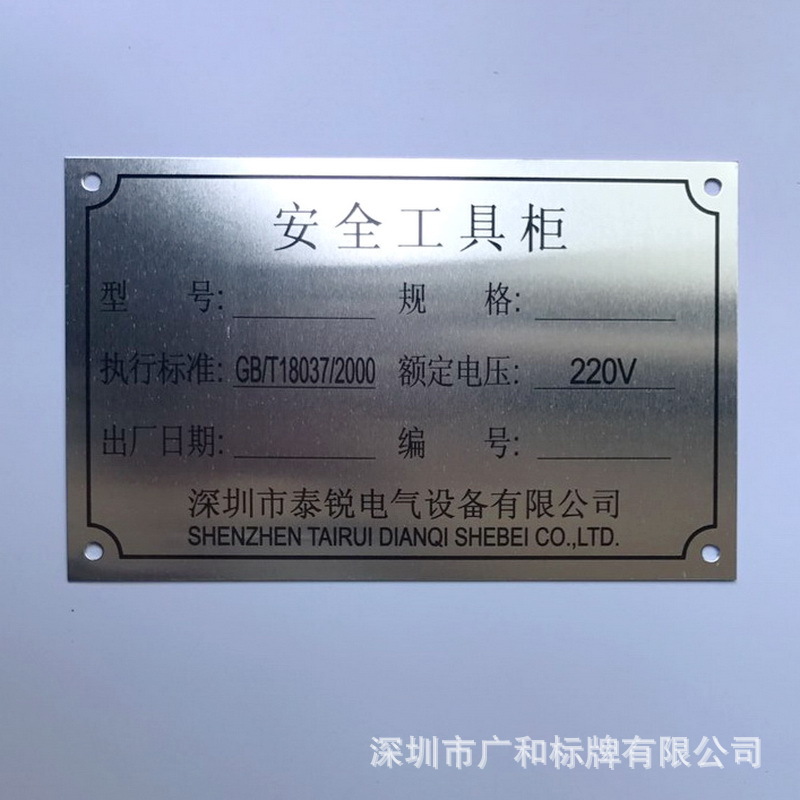 安全工具柜
型号: 规格:
执行标准: GB/T18037/2000 额定电压: 220V
出厂日期: 编号:
深圳市泰锐电气设备有限公司
SHENZHEN TAIRUI DIANQI SHEBEI CO.,LTD.
深圳市广和标牌有限公司